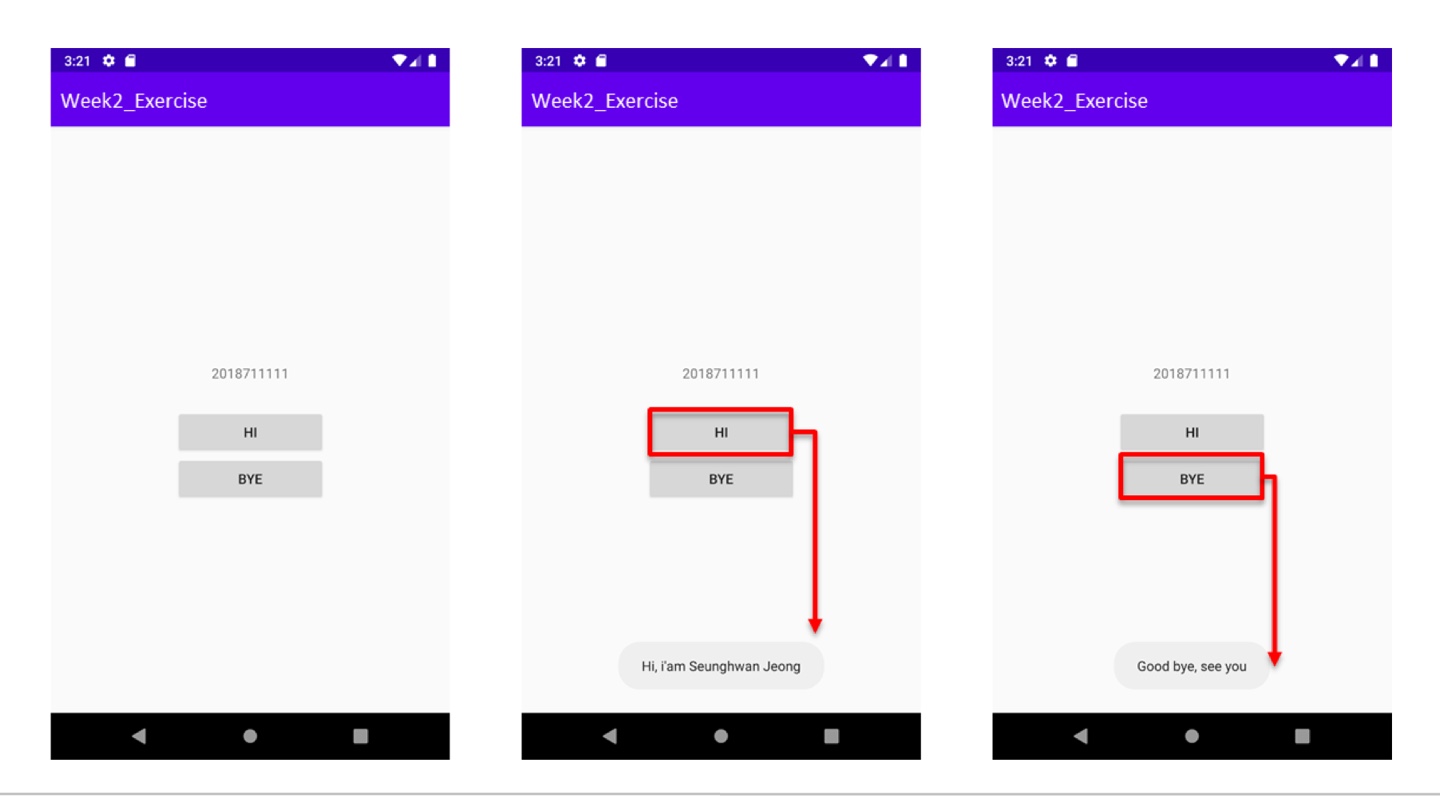 3:21
Week2_Exercise
2018711111
HI
BYE
3:21
Week2_Exercise
2018711111
HI
BYE
Hi, i'am Seunghwan Jeong
3:21
Week2_Exercise
2018711111
HI
BYE
Good bye, see you